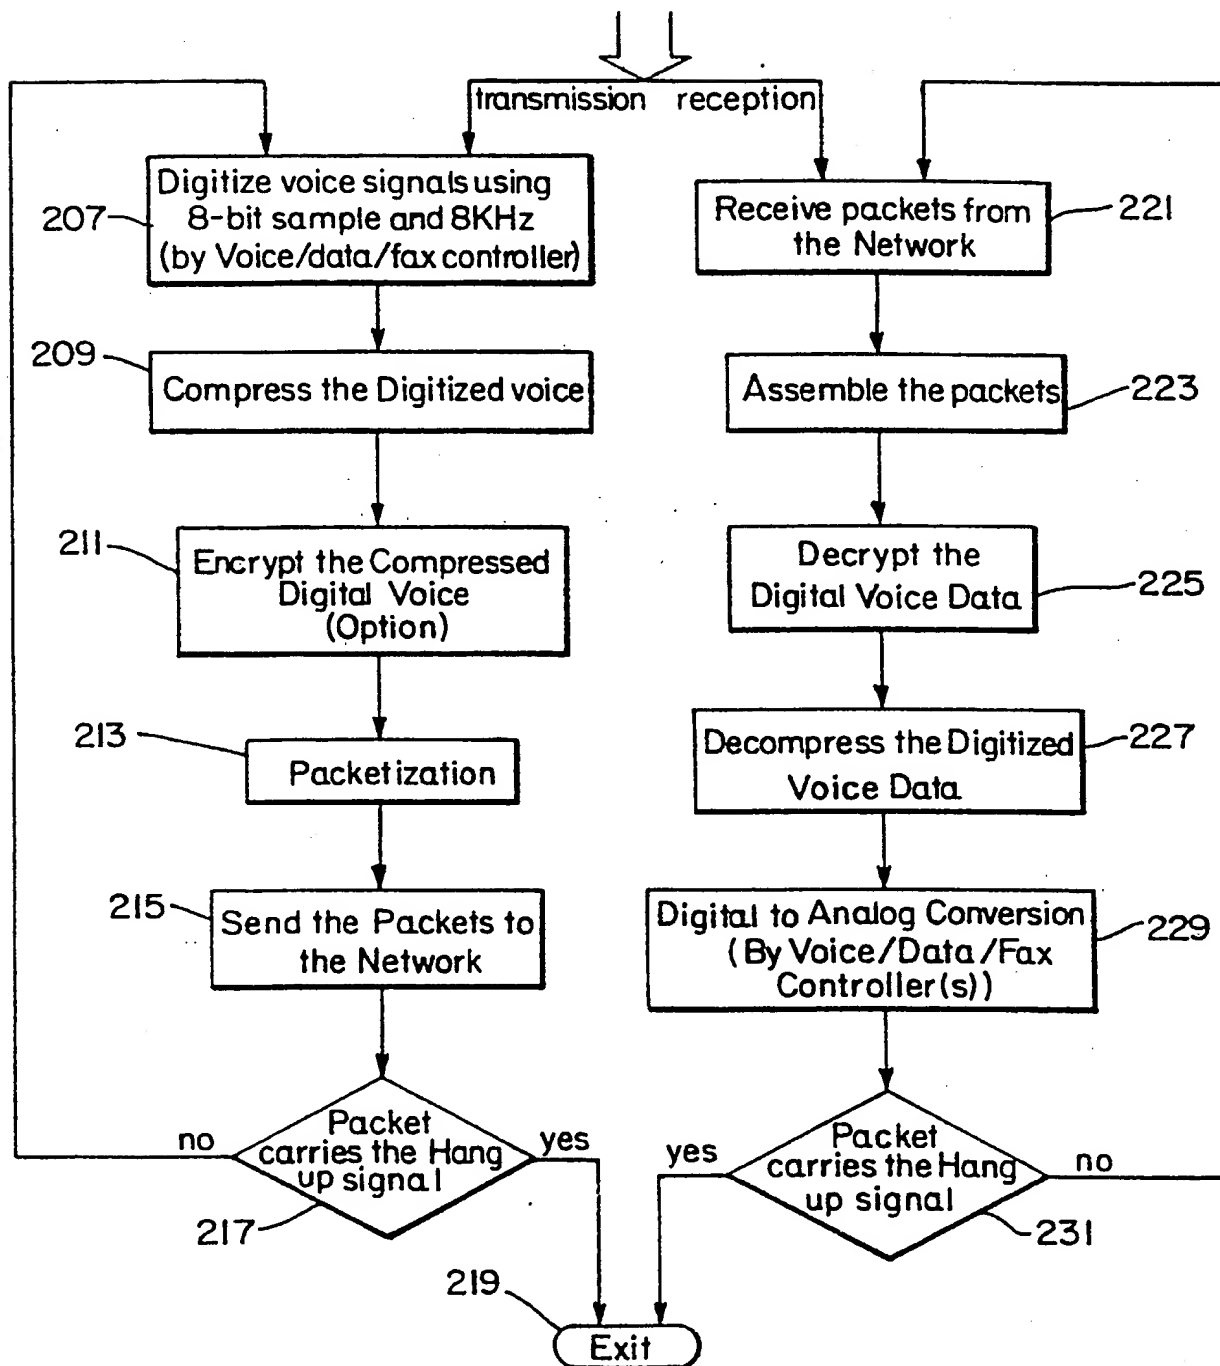 transmission reception
Digitize voice signals using
8-bit sample and 8KHz
(by Voice/data/fax controller)
207
Compress the Digitized voice
209
Encrypt the Compressed
Digital Voice
(Option)
211
Packetization
213
Send the Packets to
the Network
215
Packet
carries the Hang
up signal
no
yes
217
Receive packets from
the Network
221
Assemble the packets
223
Decrypt the
Digital Voice Data
225
Decompress the Digitized
Voice Data
227
Digital to Analog Conversion
(By Voice/Data/Fax
Controller(s))
229
Packet
carries the Hang
up signal
yes
no
231
219
Exit